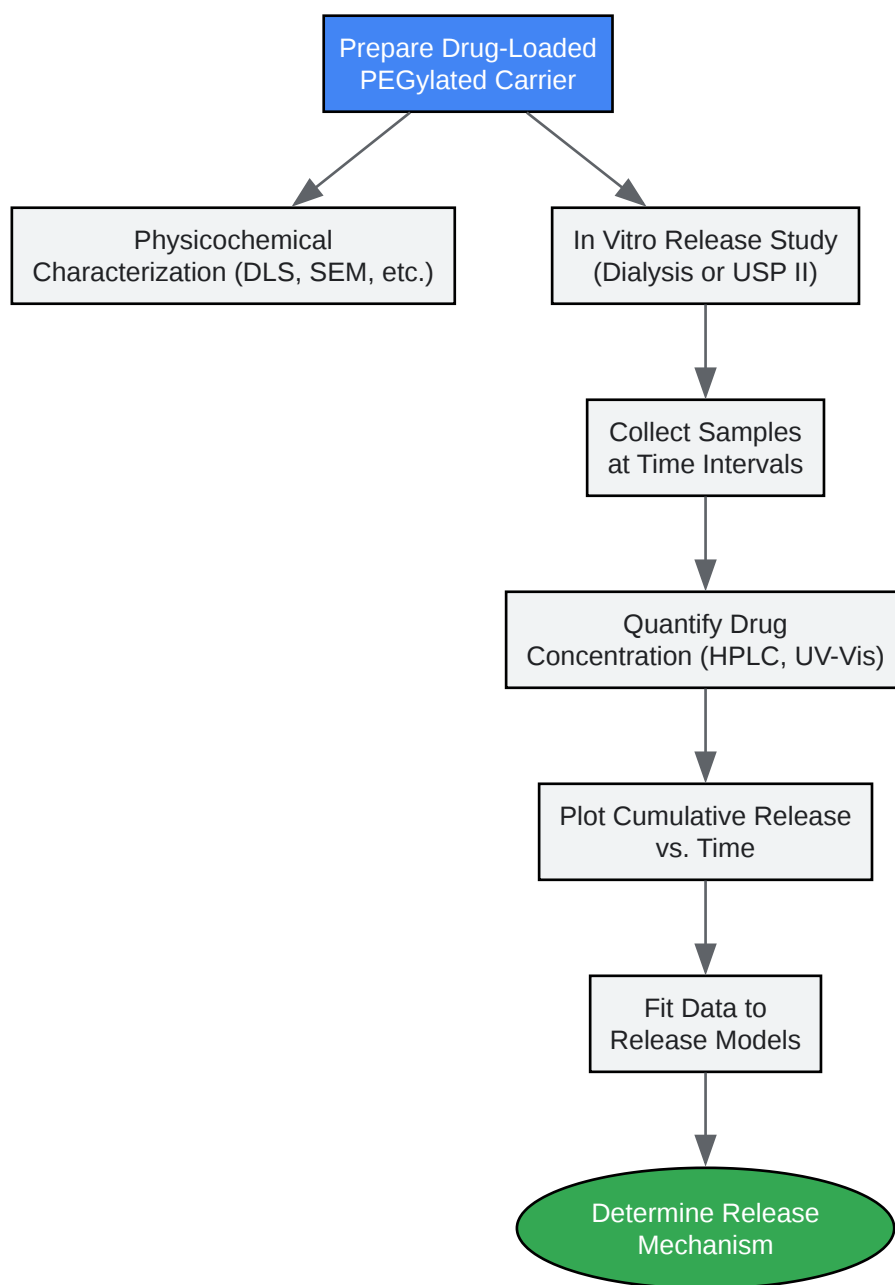 Prepare Drug-Loaded
PEGylated Carrier
Physicochemical
Characterization (DLS, SEM, etc.)
In Vitro Release Study
(Dialysis or USP II)
Collect Samples
at Time Intervals
Quantify Drug
Concentration (HPLC, UV-Vis)
Plot Cumulative Release
vs. Time
Fit Data to
Release Models
Determine Release
Mechanism